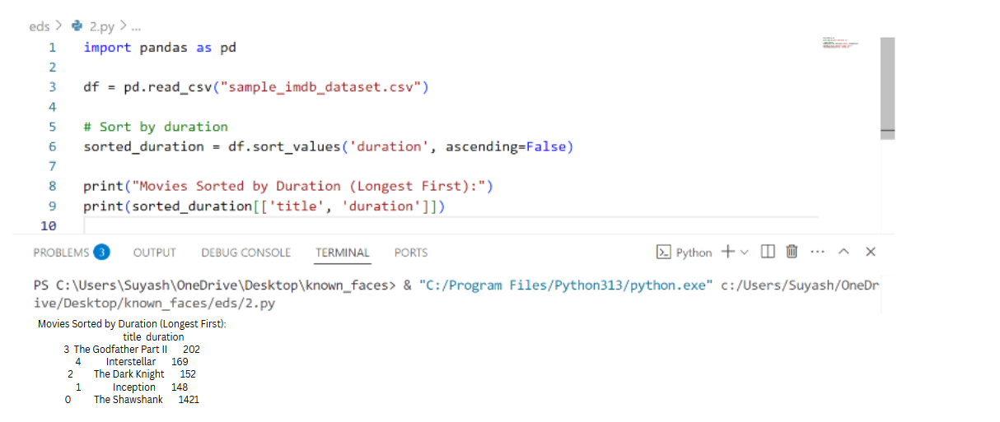 eds > 2.py > ...
1 import pandas as pd
2
3 df = pd.read_csv("sample_imdb_dataset.csv")
4
5 # Sort by duration
6 sorted_duration = df.sort_values('duration', ascending=False)
7
8 print("Movies Sorted by Duration (Longest First):")
9 print(sorted_duration[['title', 'duration']])
10
PROBLEMS 3 OUTPUT DEBUG CONSOLE TERMINAL PORTS Python
PS C:\Users\Suyash\OneDrive\Desktop\known_faces> & "C:/Program Files/Python313/python.exe" c:/Users/Suyash/OneDr
ive/Desktop/known_faces/eds/2.py
Movies Sorted by Duration (Longest First):
title duration
3 The Godfather Part II 202
4 Interstellar 169
2 The Dark Knight 152
1 Inception 148
0 The Shawshank 1421